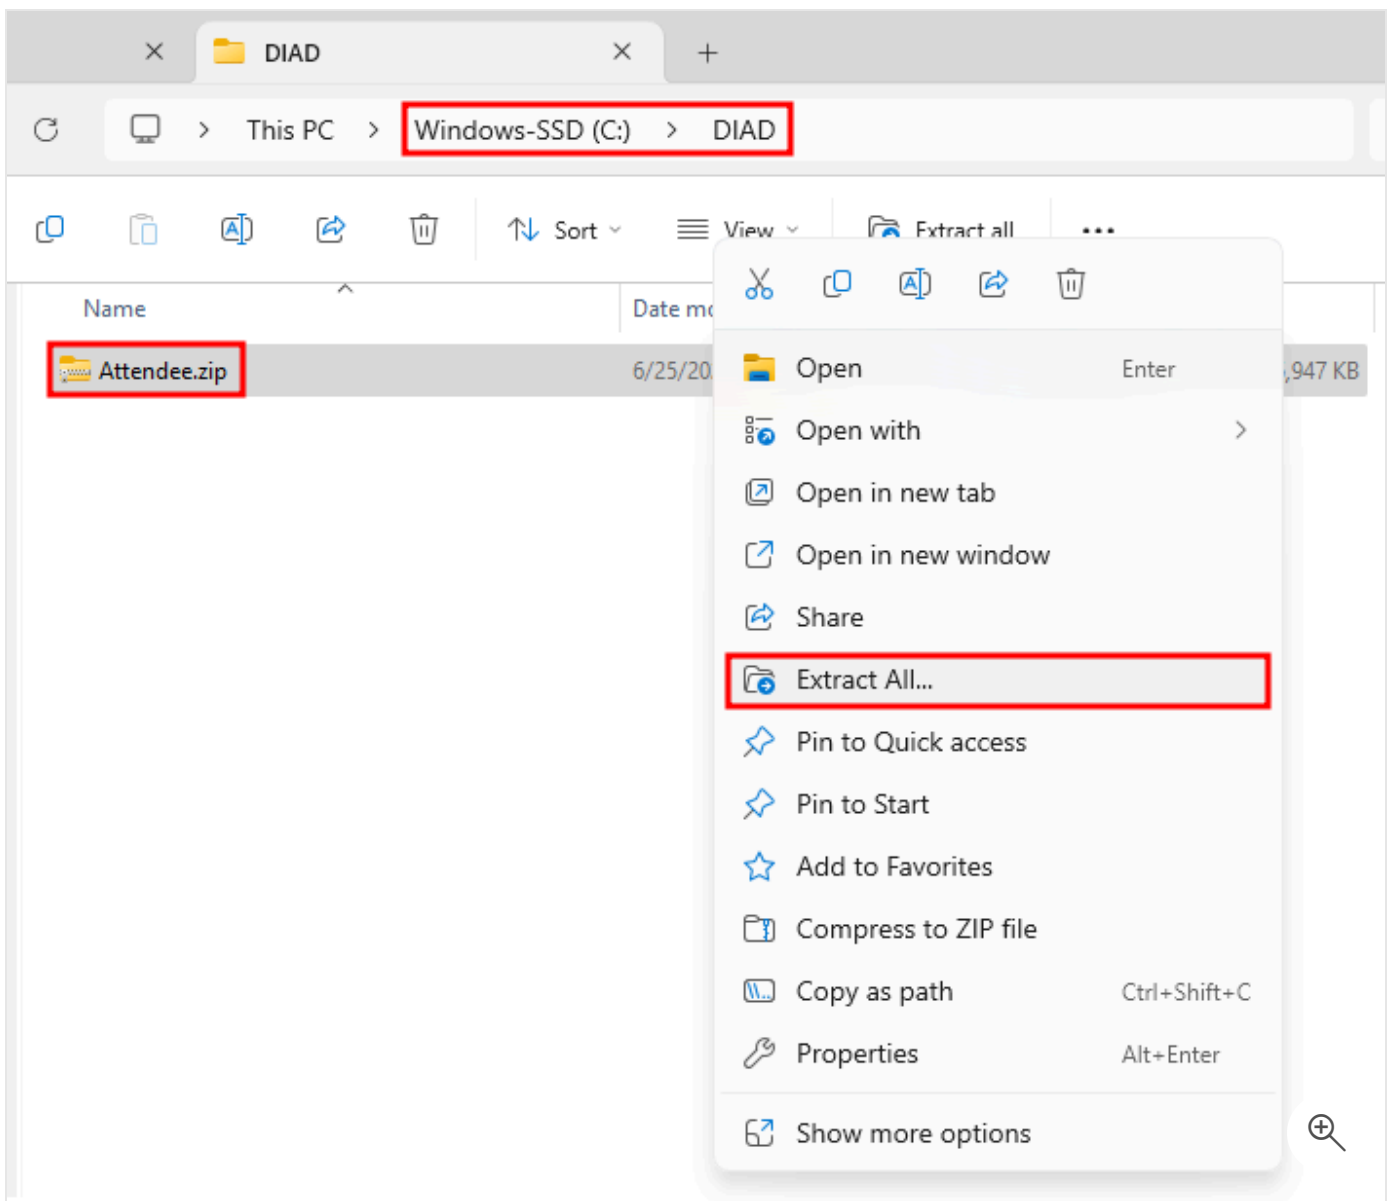 DIAD
This PC > Windows-SSD (C:) > DIAD
Sort View Extract all
Name Date mo
Attendee.zip 6/25/20 ,947 KB
Open Enter
Open with
Open in new tab
Open in new window
Share
Extract All...
Pin to Quick access
Pin to Start
Add to Favorites
Compress to ZIP file
Copy as path Ctrl+Shift+C
Properties Alt+Enter
Show more options